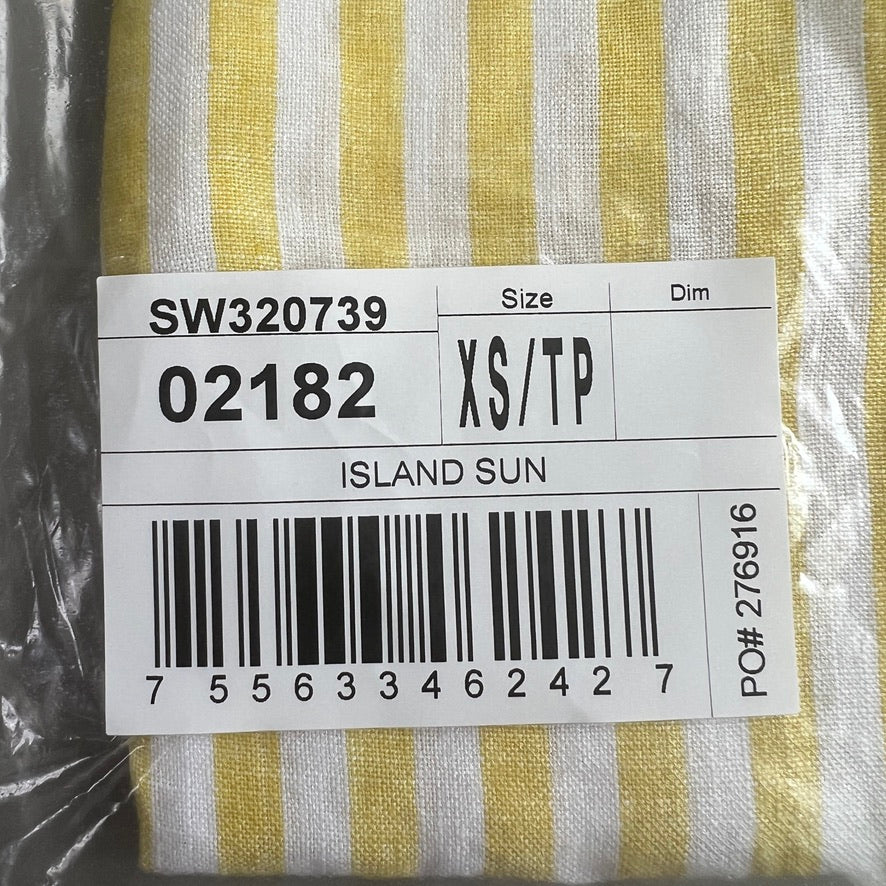 SW320739
02182
Size
XS/TP
Dim
ISLAND SUN
7 55633 46242 7
PO# 276916